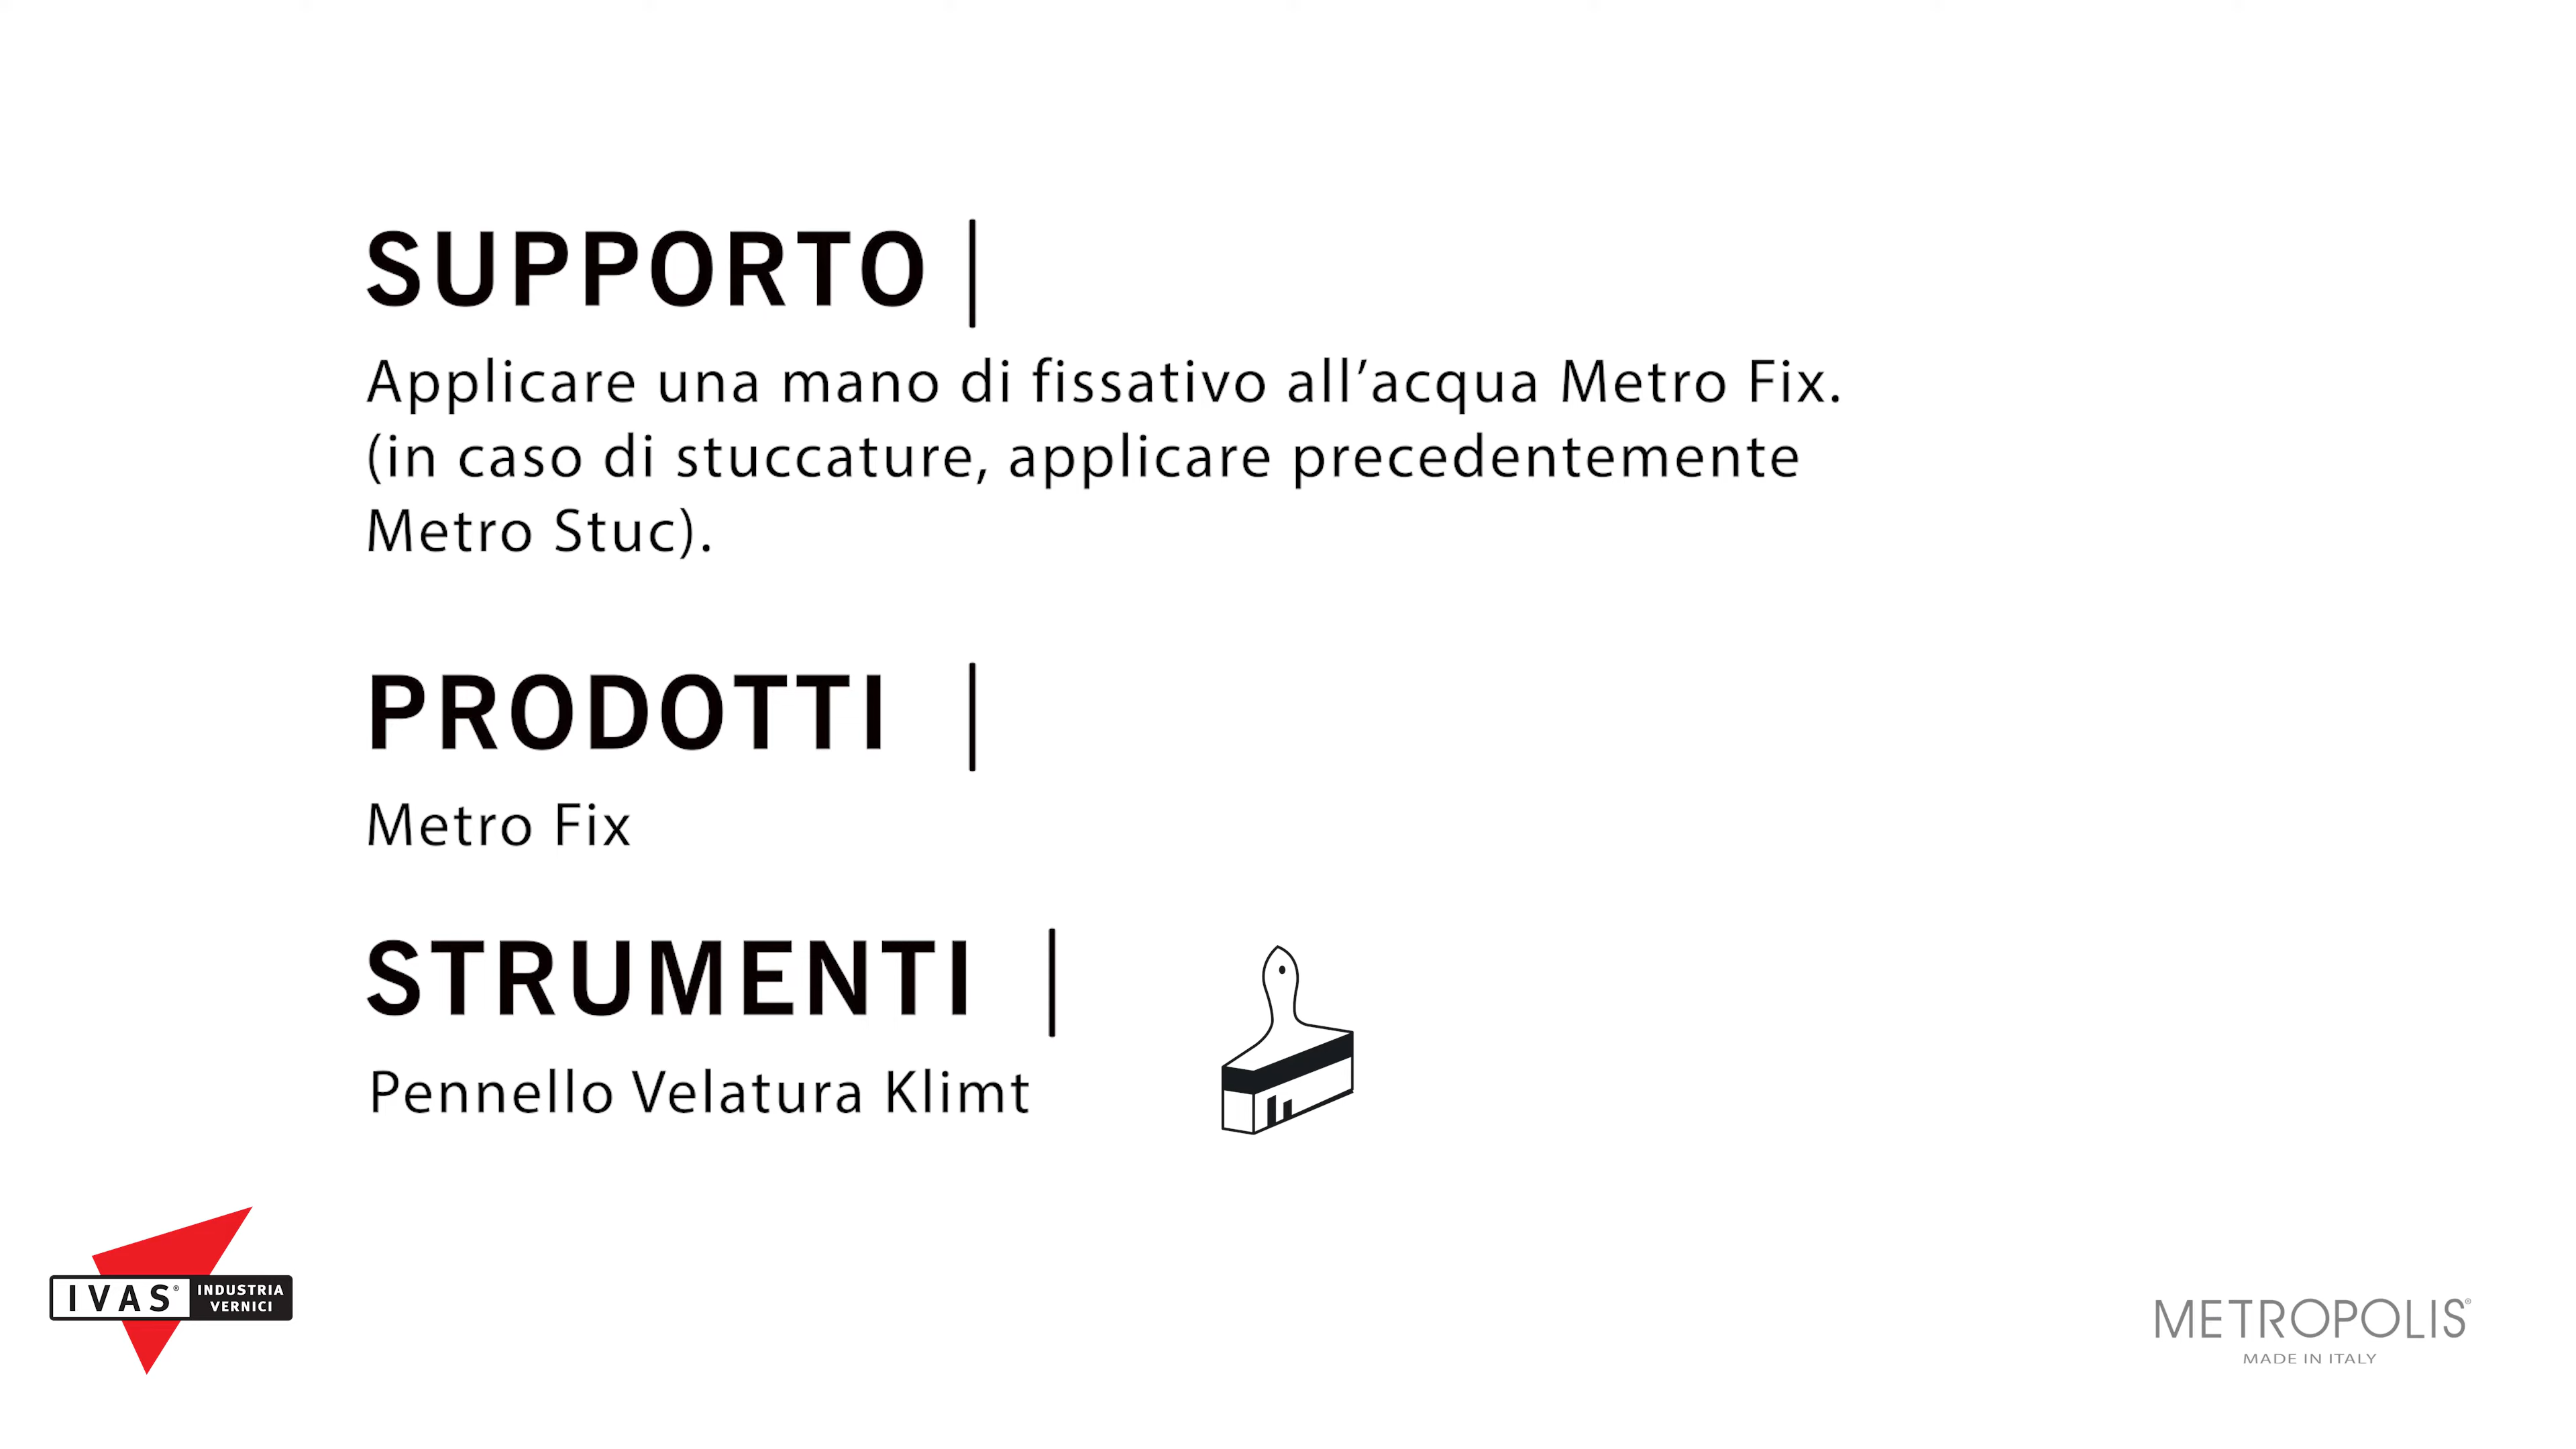 SUPPORTO |
Applicare una mano di fissativo all’acqua Metro Fix.
(in caso di stuccature, applicare precedentemente
Metro Stuc).
PRODOTTI |
Metro Fix
STRUMENTI |
Pennello Velatura Klimt
IVAS® INDUSTRIA
VERNICI
METROPOLIS®
MADE IN ITALY